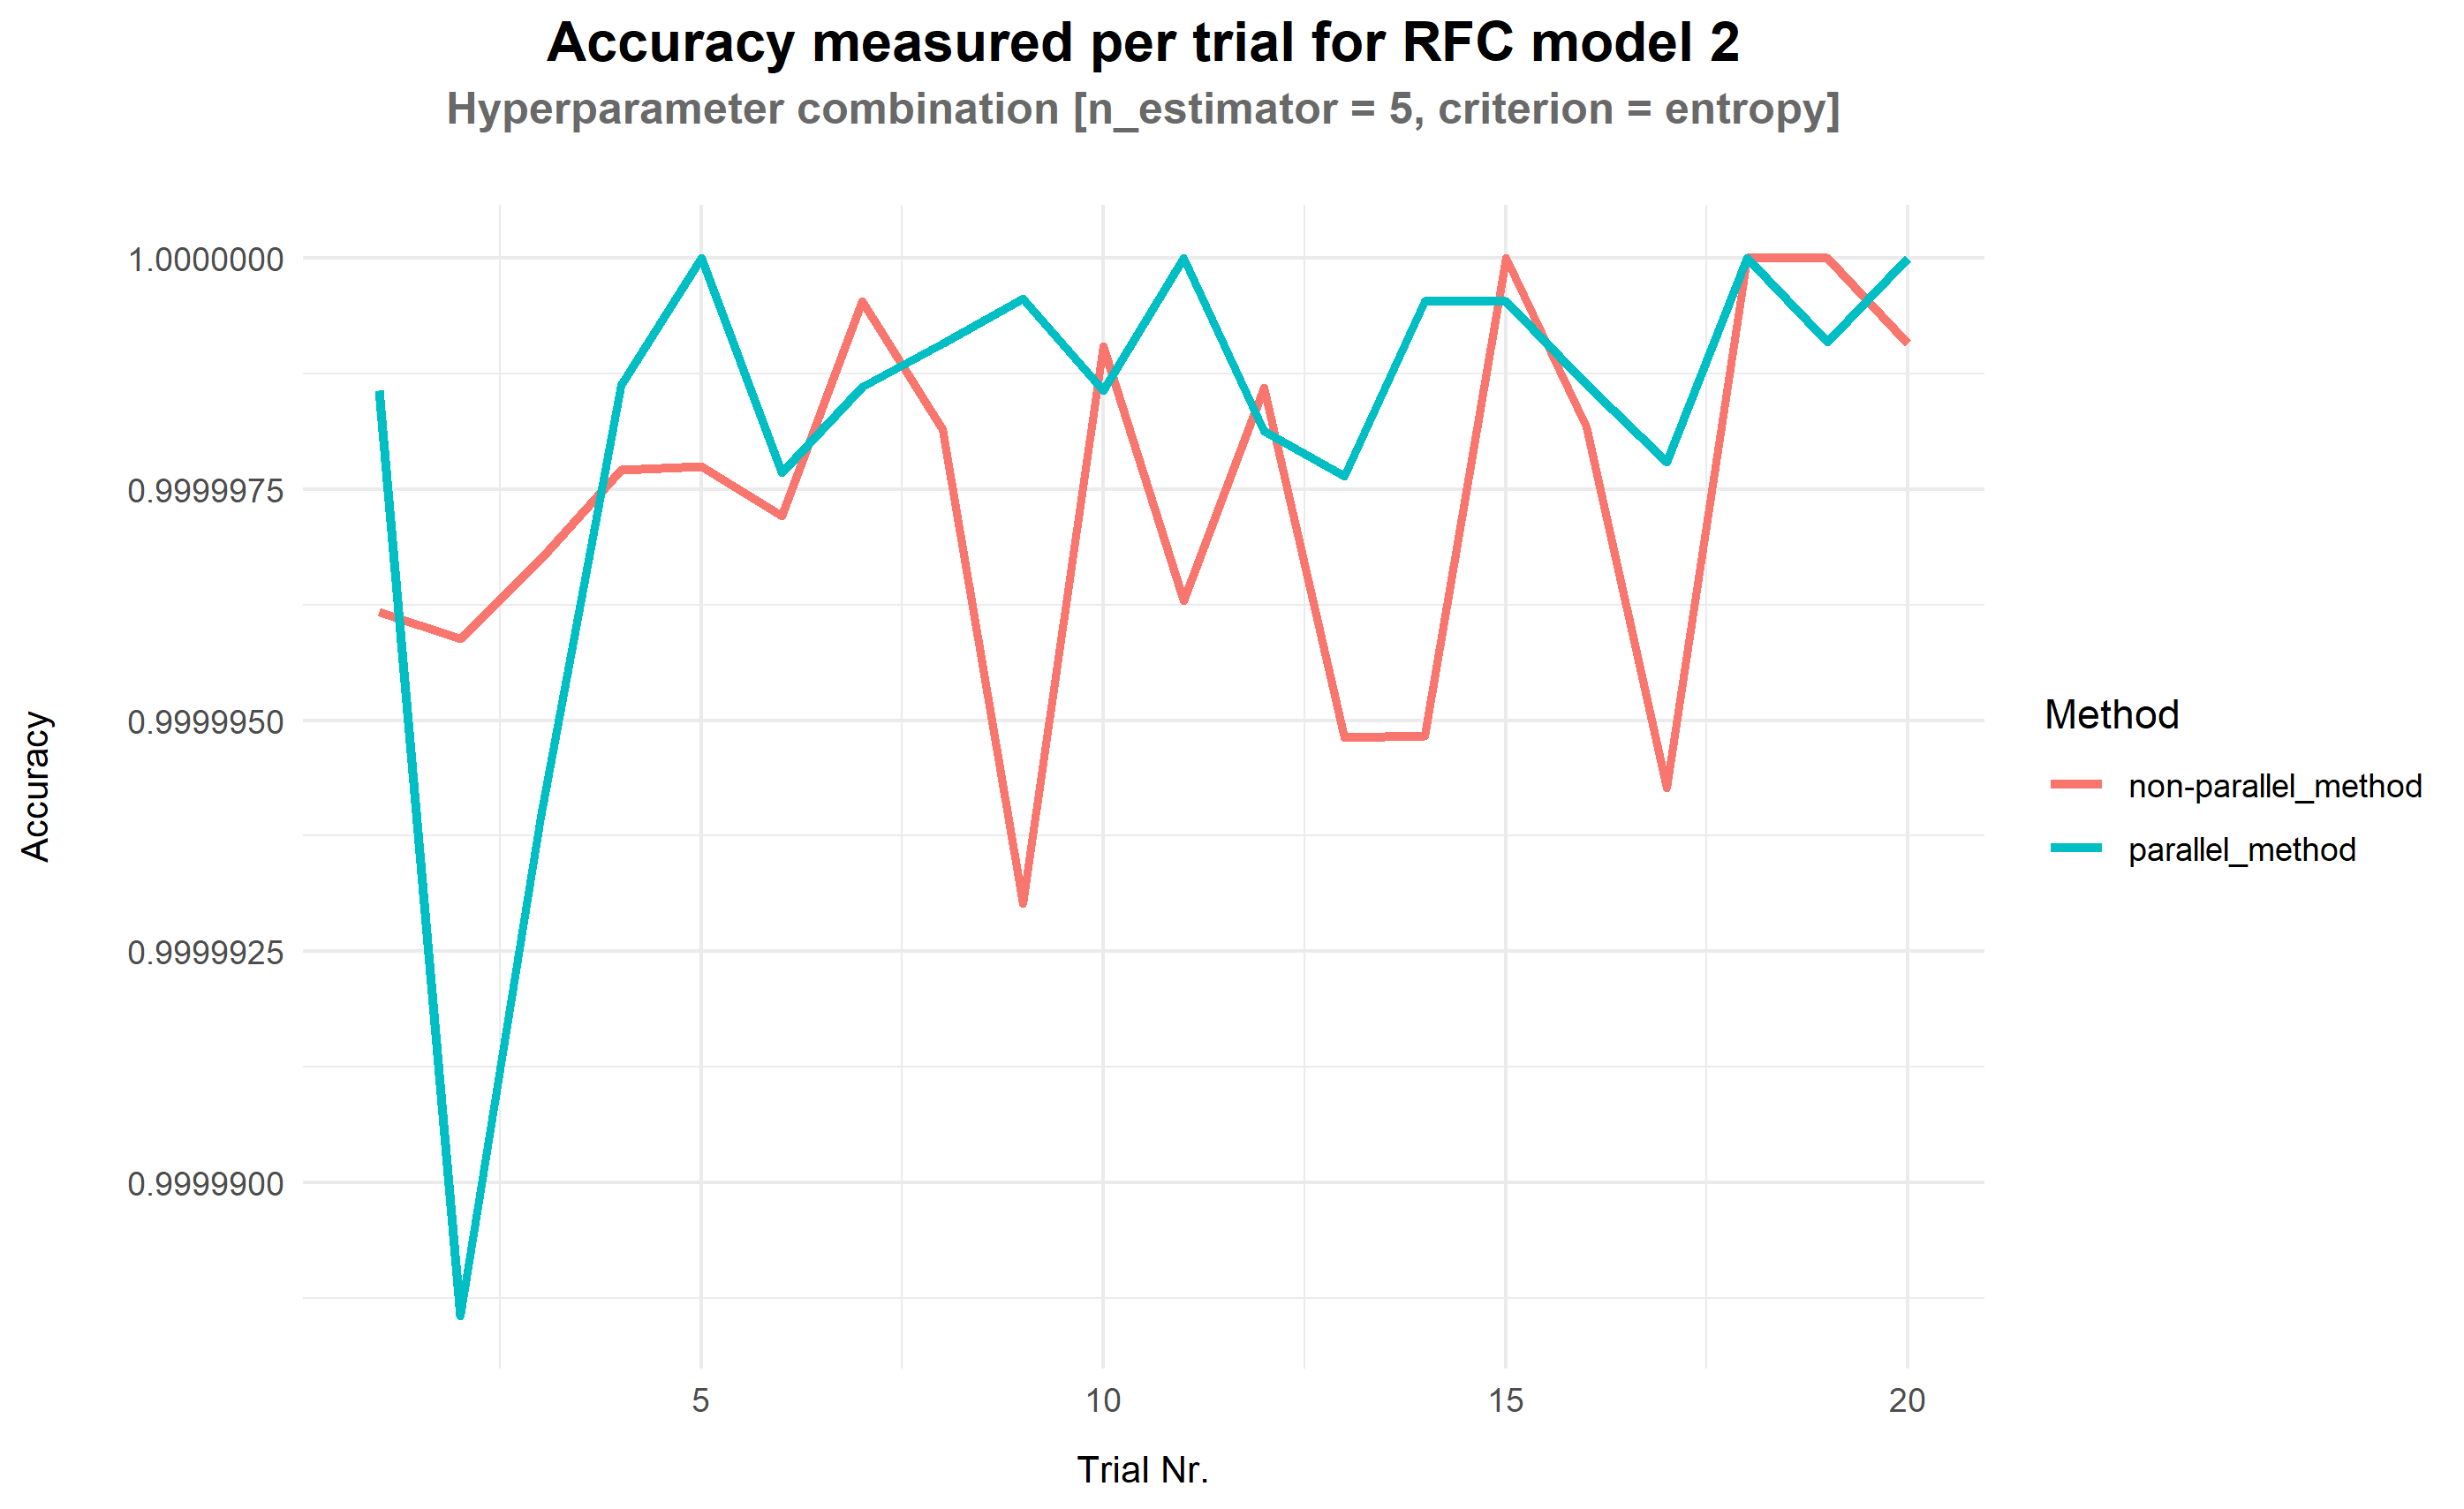 Accuracy measured per trial for RFC model 2
Hyperparameter combination [n_estimator = 5, criterion = entropy]
1.0000000
0.9999975
0.9999950
0.9999925
0.9999900
Accuracy
5
10
15
20
Trial Nr.
Method
non-parallel_method
parallel_method